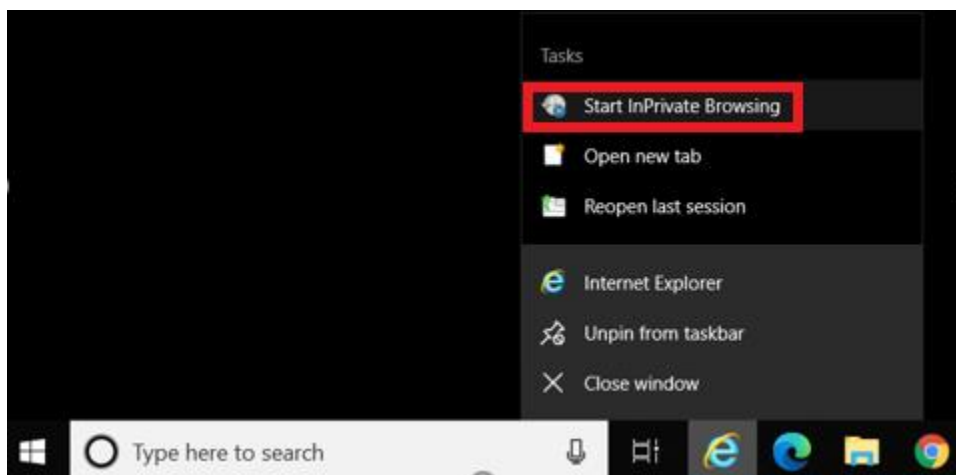 Tasks
Start InPrivate Browsing
Open new tab
Reopen last session
Internet Explorer
Unpin from taskbar
Close window
Type here to search